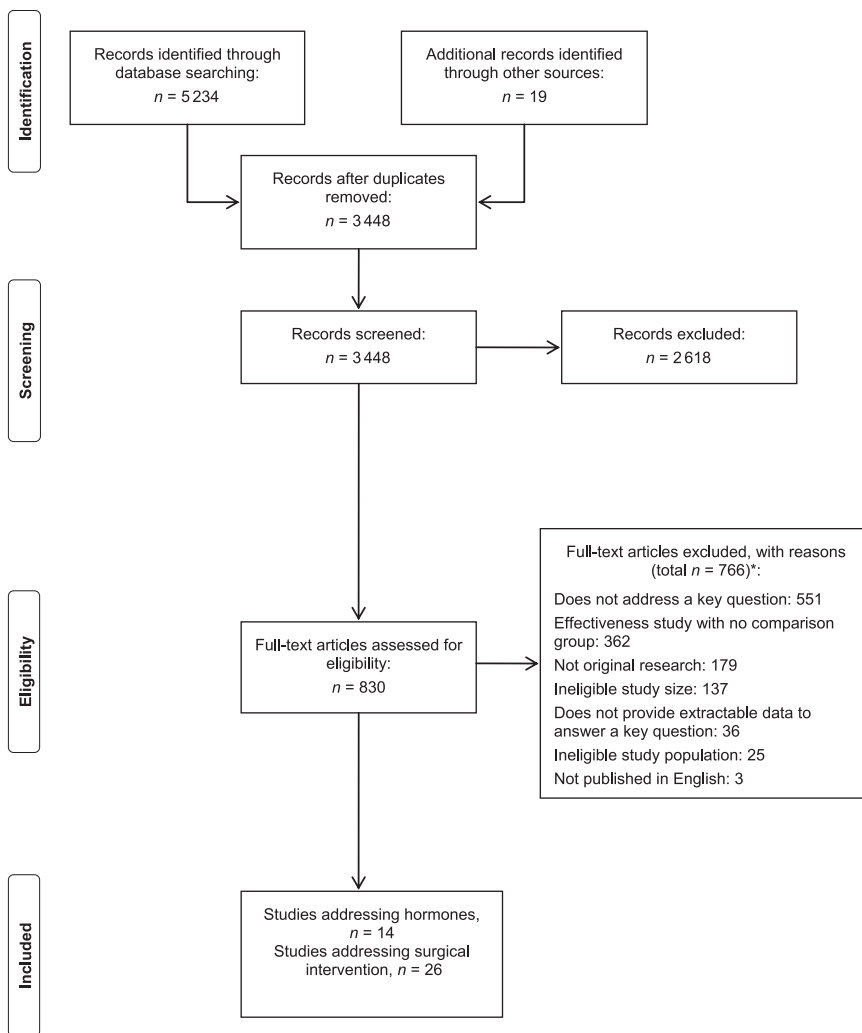 Identification
Records identified through
database searching:
n = 5 234
Additional records identified
through other sources:
n = 19
Records after duplicates
removed:
n = 3 448
Screening
Records screened:
n = 3 448
Records excluded:
n = 2 618
Eligibility
Full-text articles assessed for
eligibility:
n = 830
Full-text articles excluded, with reasons
(total n = 766)*:
Does not address a key question: 551
Effectiveness study with no comparison
group: 362
Not original research: 179
Ineligible study size: 137
Does not provide extractable data to
answer a key question: 36
Ineligible study population: 25
Not published in English: 3
Included
Studies addressing hormones,
n = 14
Studies addressing surgical
intervention, n = 26